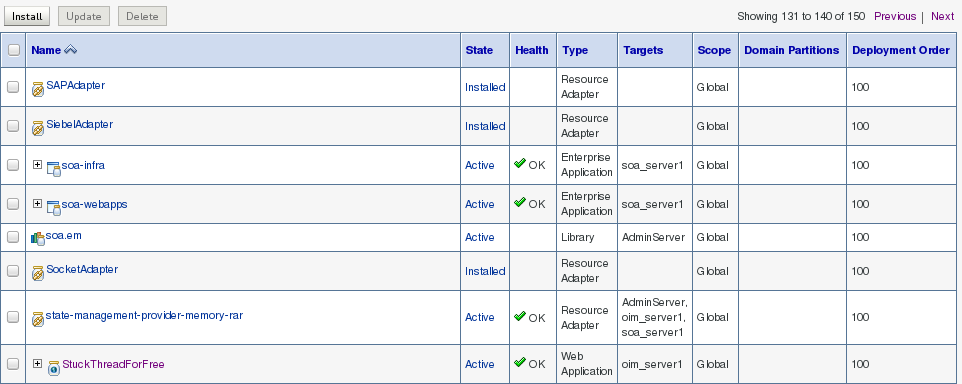 Install Update Delete Showing 131 to 140 of 150 Previous | Next
Name State Health Type Targets Scope Domain Partitions Deployment Order
SAPAdapter Installed Resource Adapter Global 100
SiebelAdapter Installed Resource Adapter Global 100
soa-infra Active OK Enterprise Application soa_server1 Global 100
soa-webapps Active OK Enterprise Application soa_server1 Global 100
soa.em Active Library AdminServer Global 100
SocketAdapter Installed Resource Adapter Global 100
state-management-provider-memory-rar Active OK Resource Adapter AdminServer, oim_server1, soa_server1 Global 100
StuckThreadForFree Active OK Web Application oim_server1 Global 100